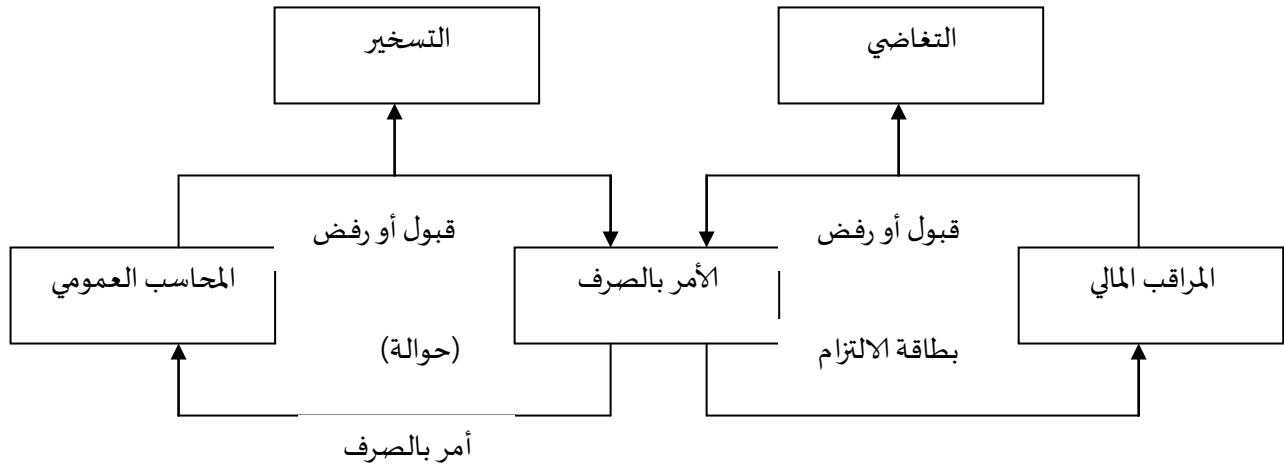 التغاضي
التسخير
قبول أو رفض
قبول أو رفض
المراقب المالي
الأمر بالصرف
المحاسب العمومي
بطاقة الالتزام
(حوالة)
أمر بالصرف